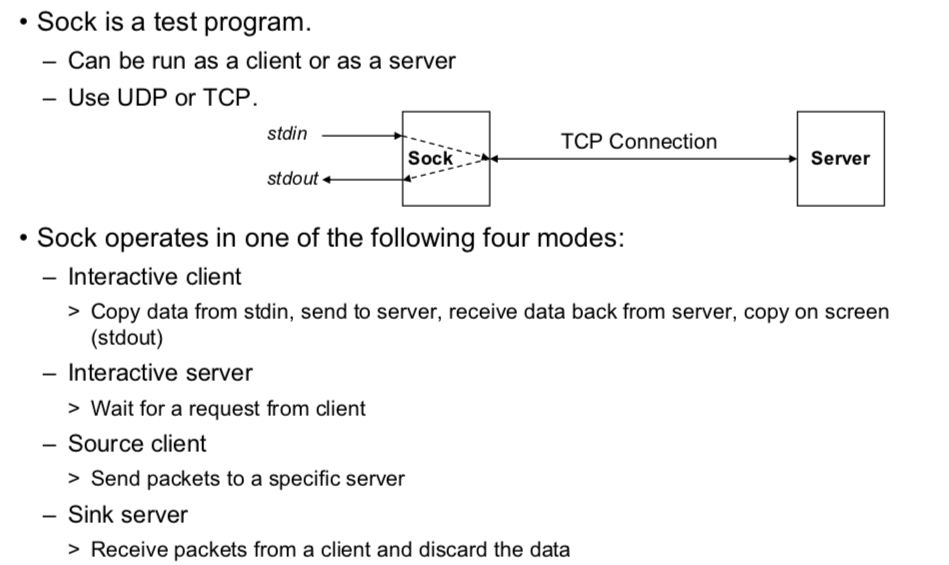 • Sock is a test program.
– Can be run as a client or as a server
– Use UDP or TCP.
stdin
TCP Connection
Sock
Server
stdout
• Sock operates in one of the following four modes:
– Interactive client
> Copy data from stdin, send to server, receive data back from server, copy on screen
(stdout)
– Interactive server
> Wait for a request from client
– Source client
> Send packets to a specific server
– Sink server
> Receive packets from a client and discard the data